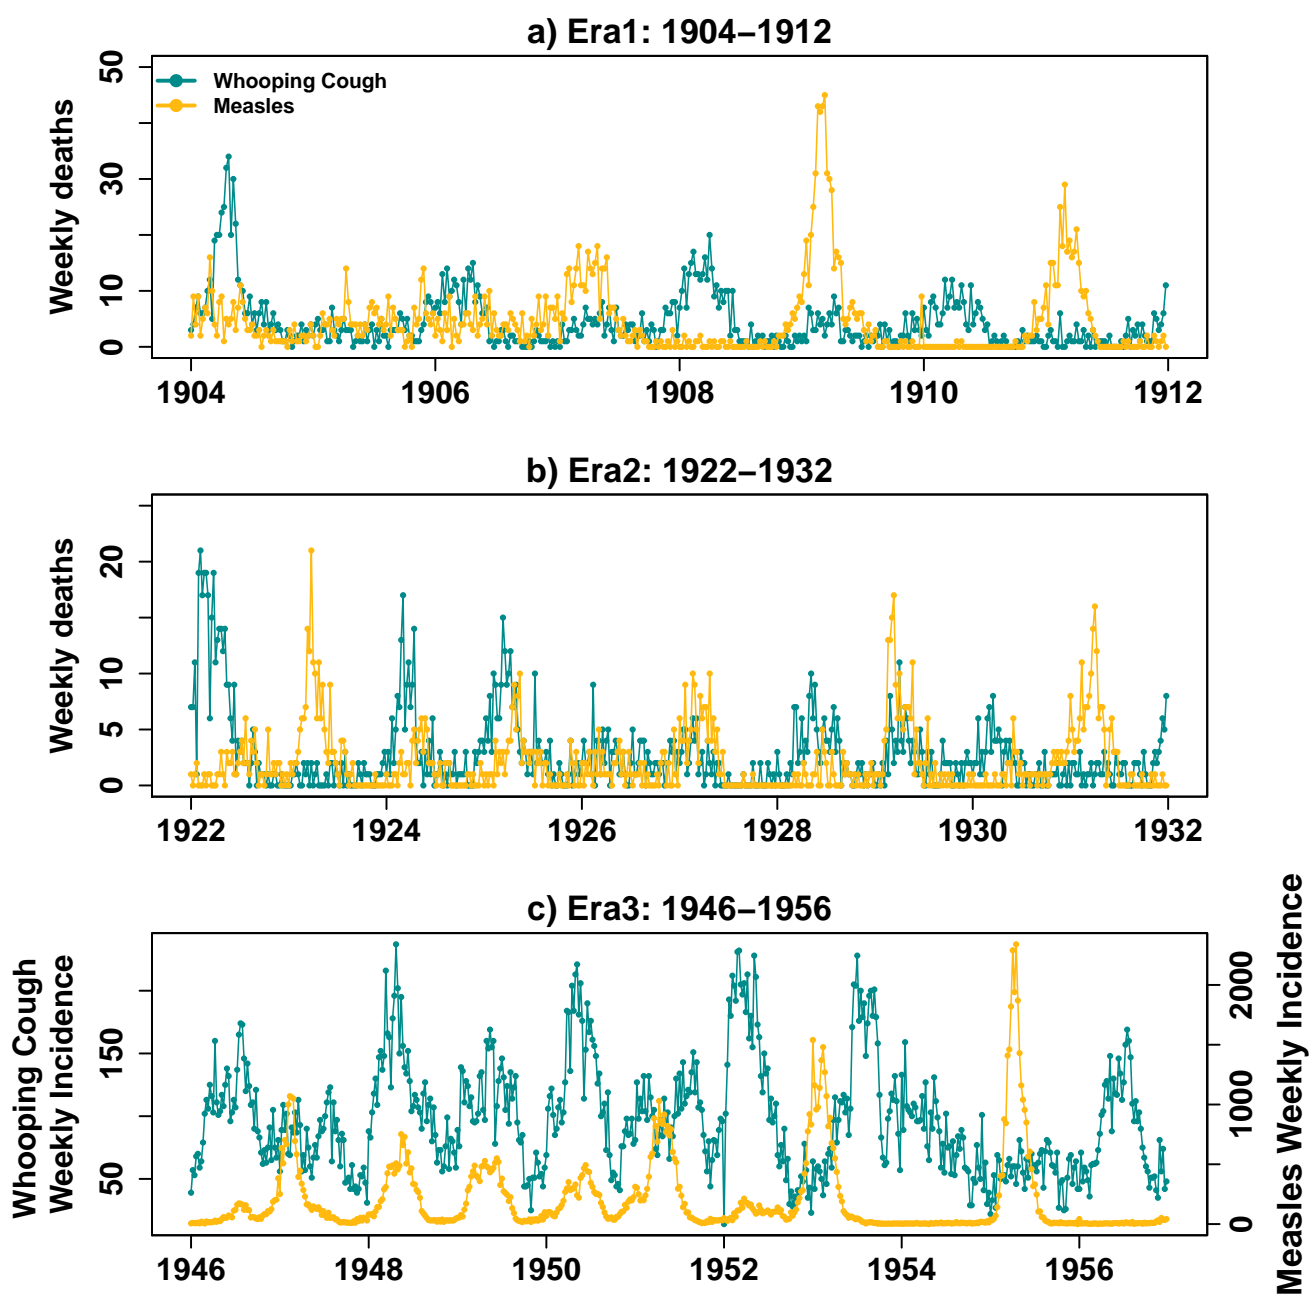 a) Era1: 1904–1912
Weekly deaths
50
30
10
0
Whooping Cough
Measles
1904 1906 1908 1910 1912
b) Era2: 1922–1932
Weekly deaths
20
10
5
0
1922 1924 1926 1928 1930 1932
c) Era3: 1946–1956
Whooping Cough
Weekly Incidence
150
50
2000
1000
0
Measles Weekly Incidence
1946 1948 1950 1952 1954 1956